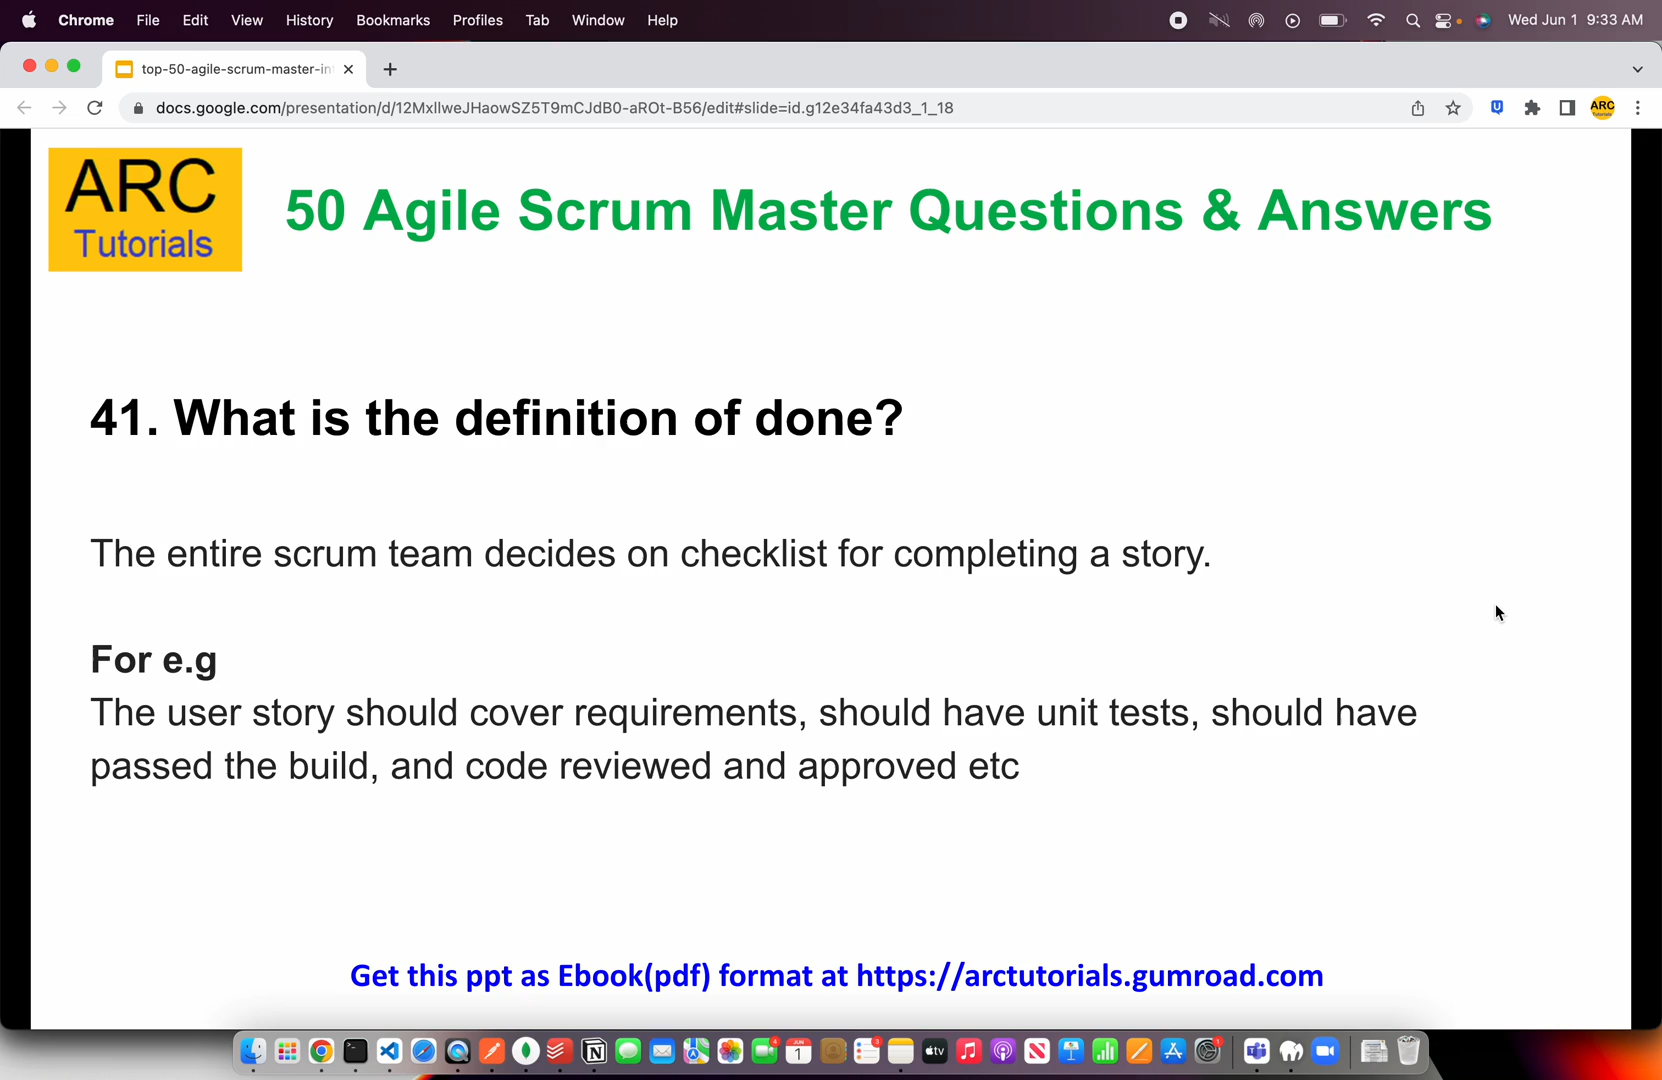 Chrome File Edit View History Bookmarks Profiles Tab Window Help Wed Jun 1 9:33 AM
top-50-agile-scrum-master-in
docs.google.com/presentation/d/12MxllweJHaowSZ5T9mCJdB0-aROt-B56/edit#slide=id.g12e34fa43d3_1_18
ARC
ARC
Tutorials
50 Agile Scrum Master Questions & Answers
41. What is the definition of done?
The entire scrum team decides on checklist for completing a story.
For e.g
The user story should cover requirements, should have unit tests, should have
passed the build, and code reviewed and approved etc
Get this ppt as Ebook(pdf) format at https://arctutorials.gumroad.com